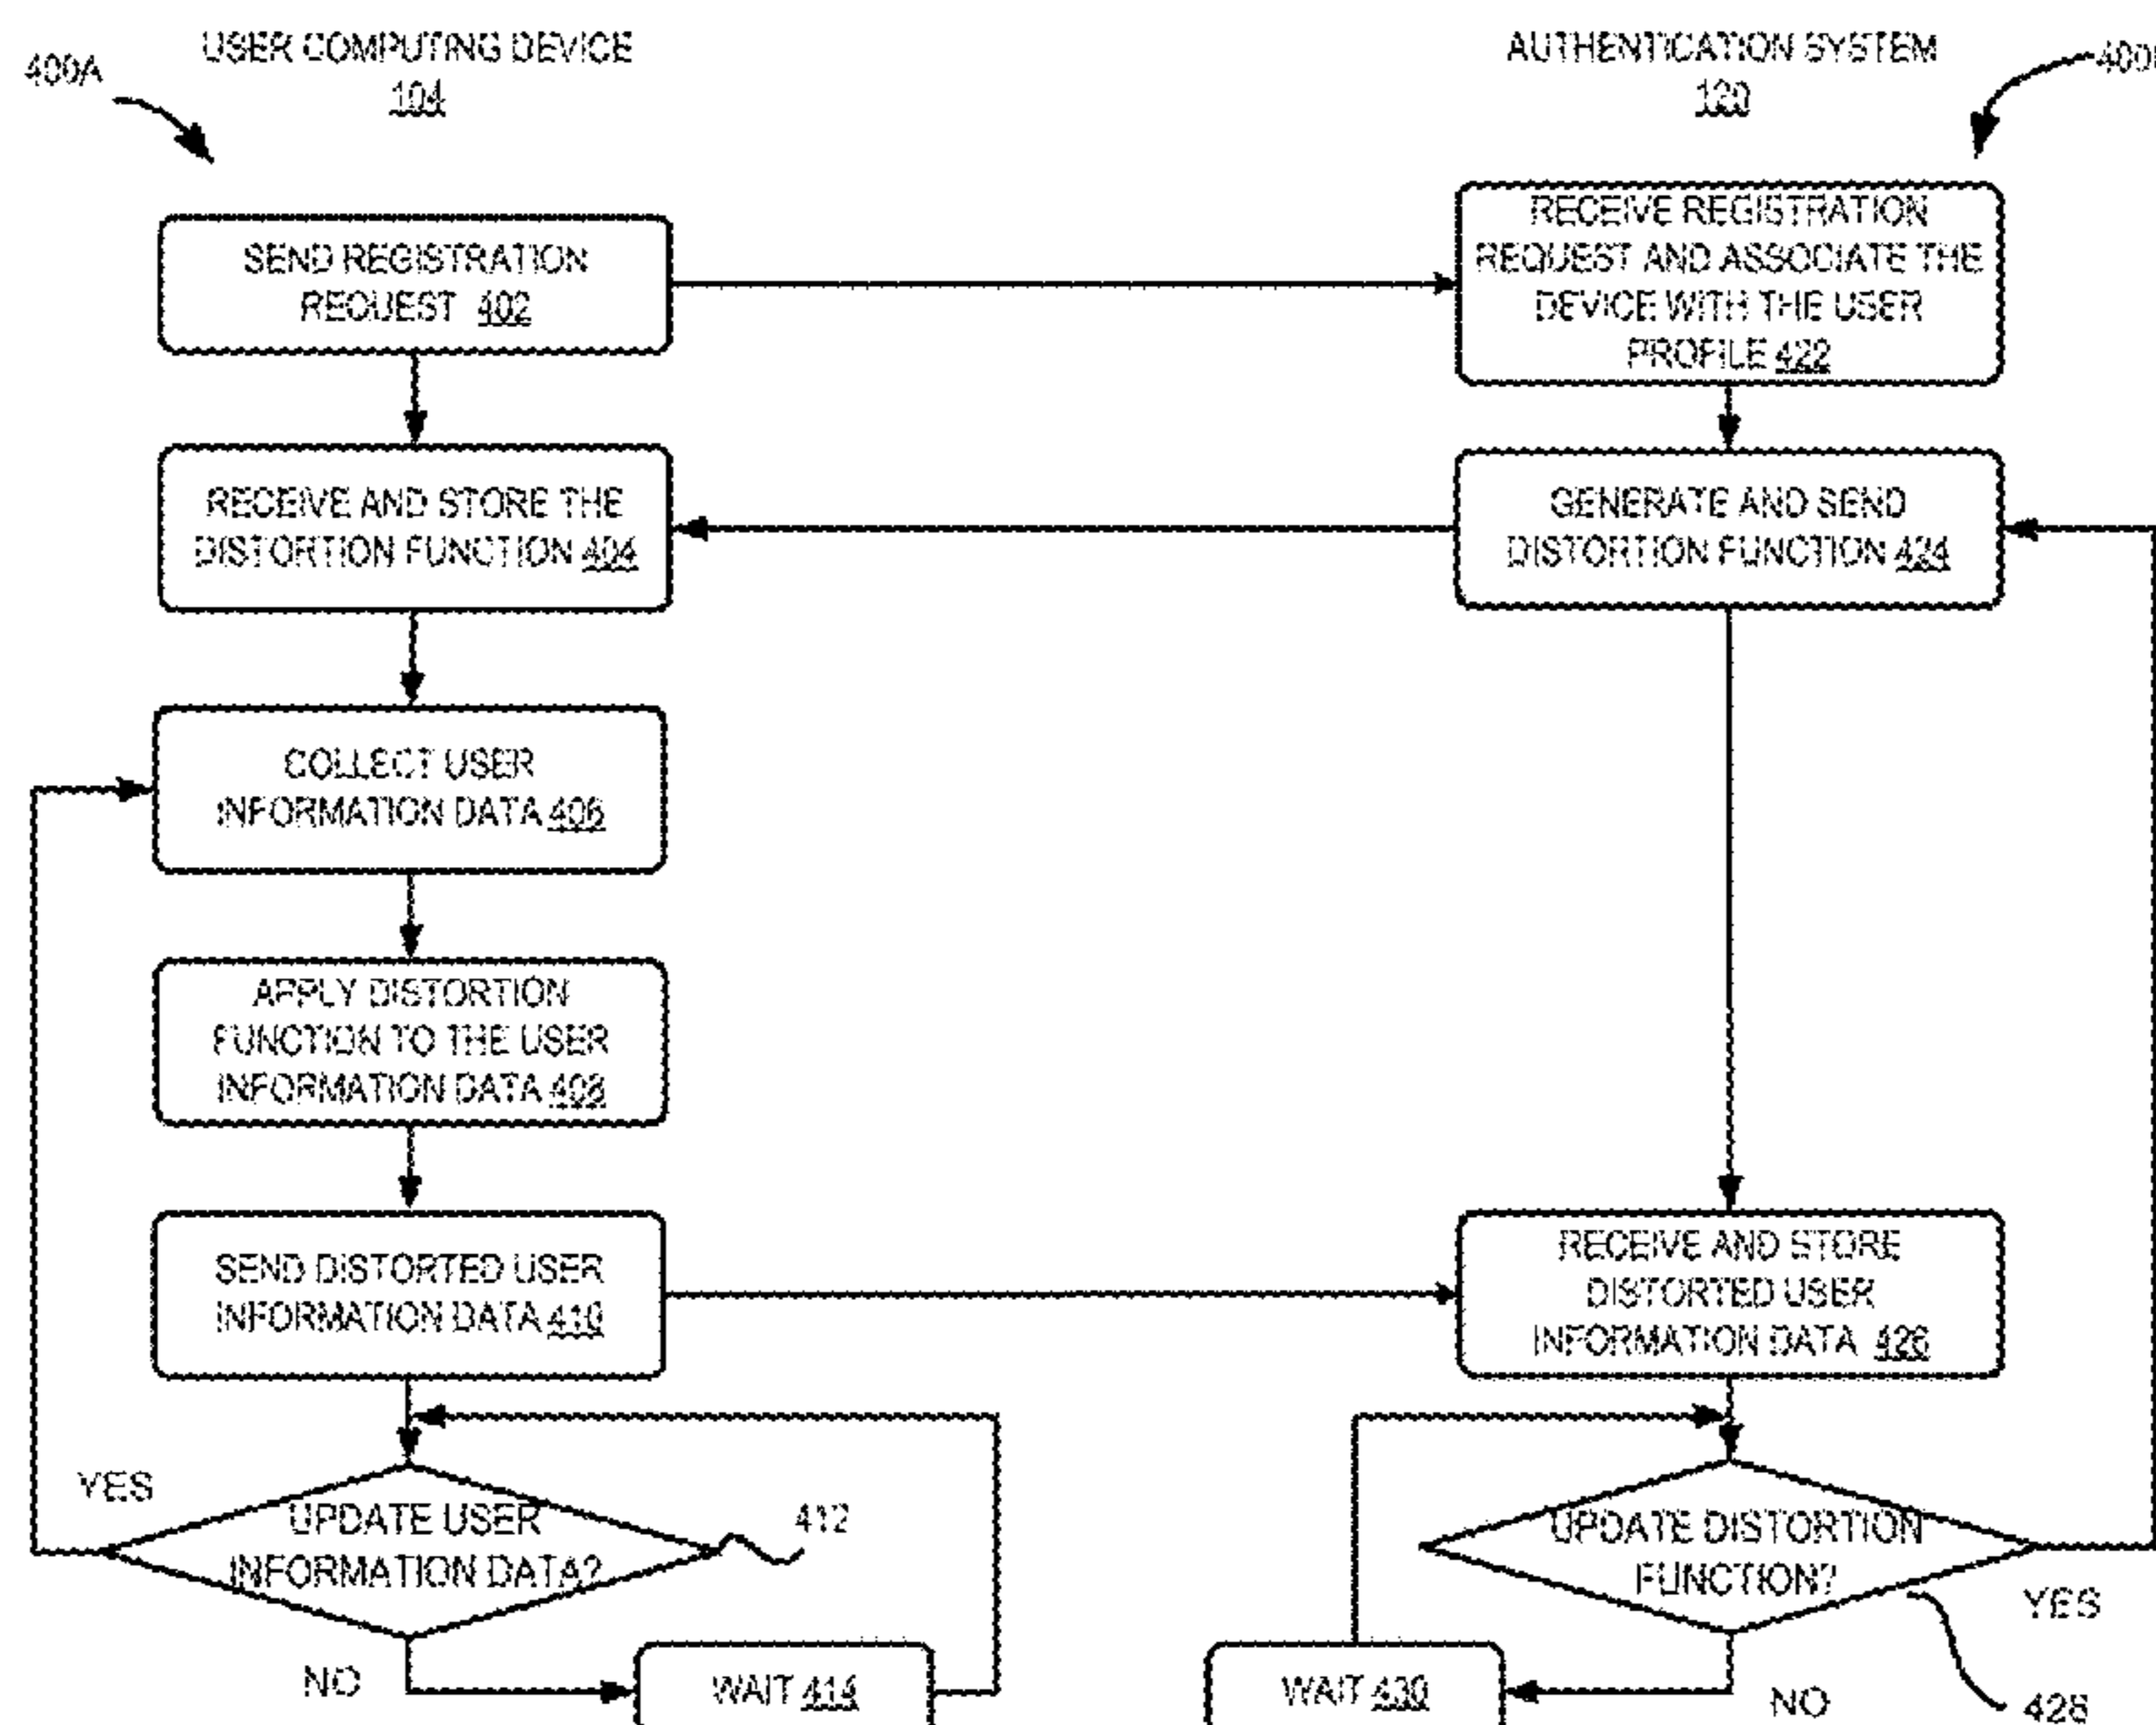 400A
USER COMPUTING DEVICE
104
AUTHENTICATION SYSTEM
120
SEND REGISTRATION
REQUEST 402
RECEIVE REGISTRATION
REQUEST AND ASSOCIATE THE
DEVICE WITH THE USER
PROFILE 422
RECEIVE AND STORE THE
DISTORTION FUNCTION 404
GENERATE AND SEND
DISTORTION FUNCTION 424
COLLECT USER
INFORMATION DATA 406
APPLY DISTORTION
FUNCTION TO THE USER
INFORMATION DATA 408
SEND DISTORTED USER
INFORMATION DATA 410
RECEIVE AND STORE
DISTORTED USER
INFORMATION DATA 426
YES
UPDATE USER
INFORMATION DATA?
412
UPDATE DISTORTION
FUNCTION?
YES
NO
WAIT 414
WAIT 430
NO
428